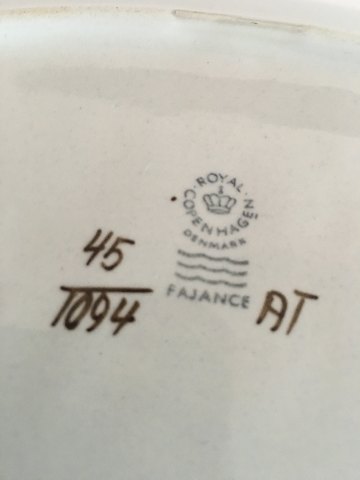 ROYAL COPENHAGEN
DENMARK
FAJANCE
45
1094
AT